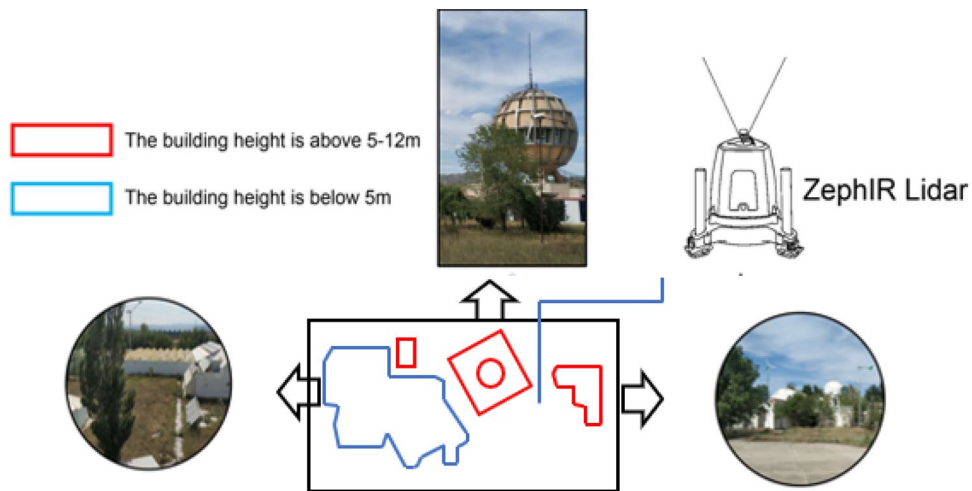 The building height is above 5-12m
The building height is below 5m
ZephIR Lidar